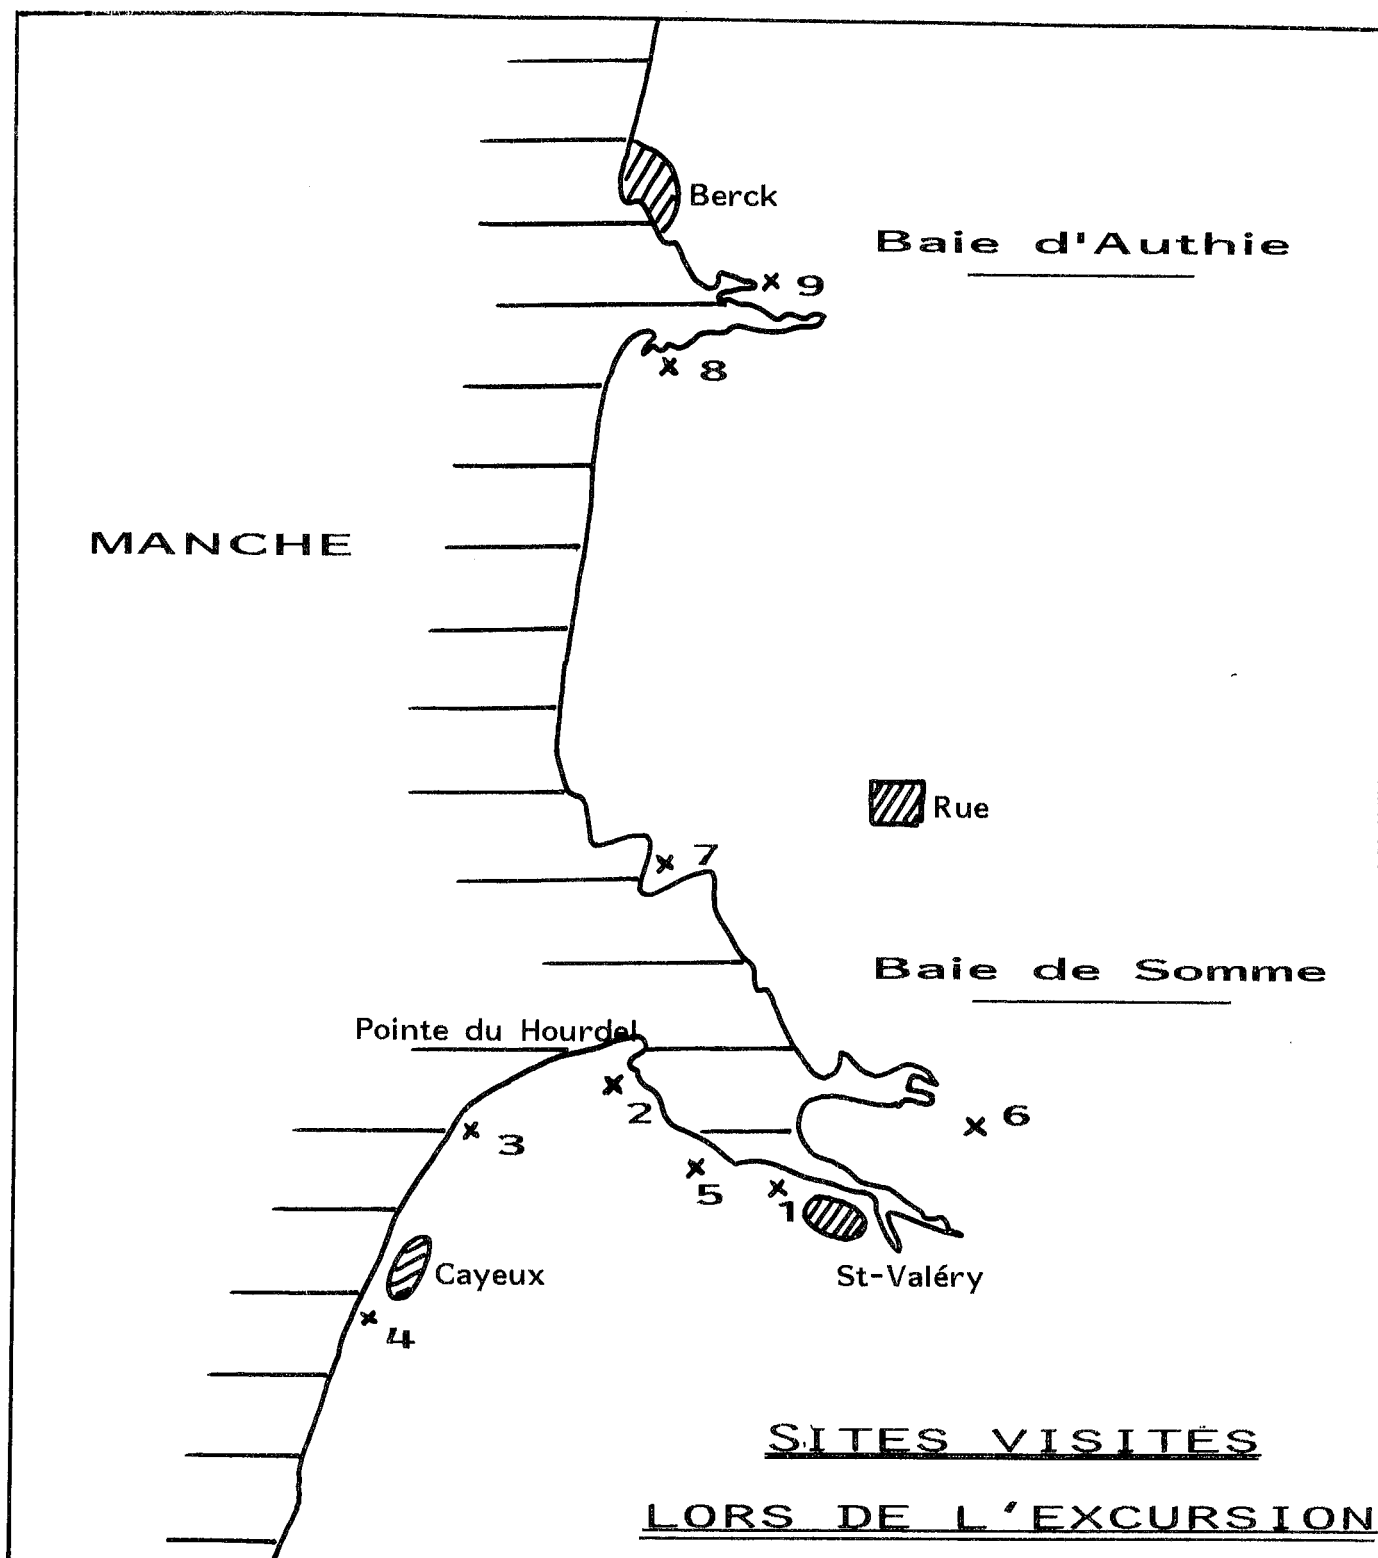 Berck
Baie d'Authie
9
8
MANCHE
Rue
7
Baie de Somme
Pointe du Hourdel
2
6
3
5
1
Cayeux
St-Valéry
4
SITES VISITÉS
LORS DE L'EXCURSION